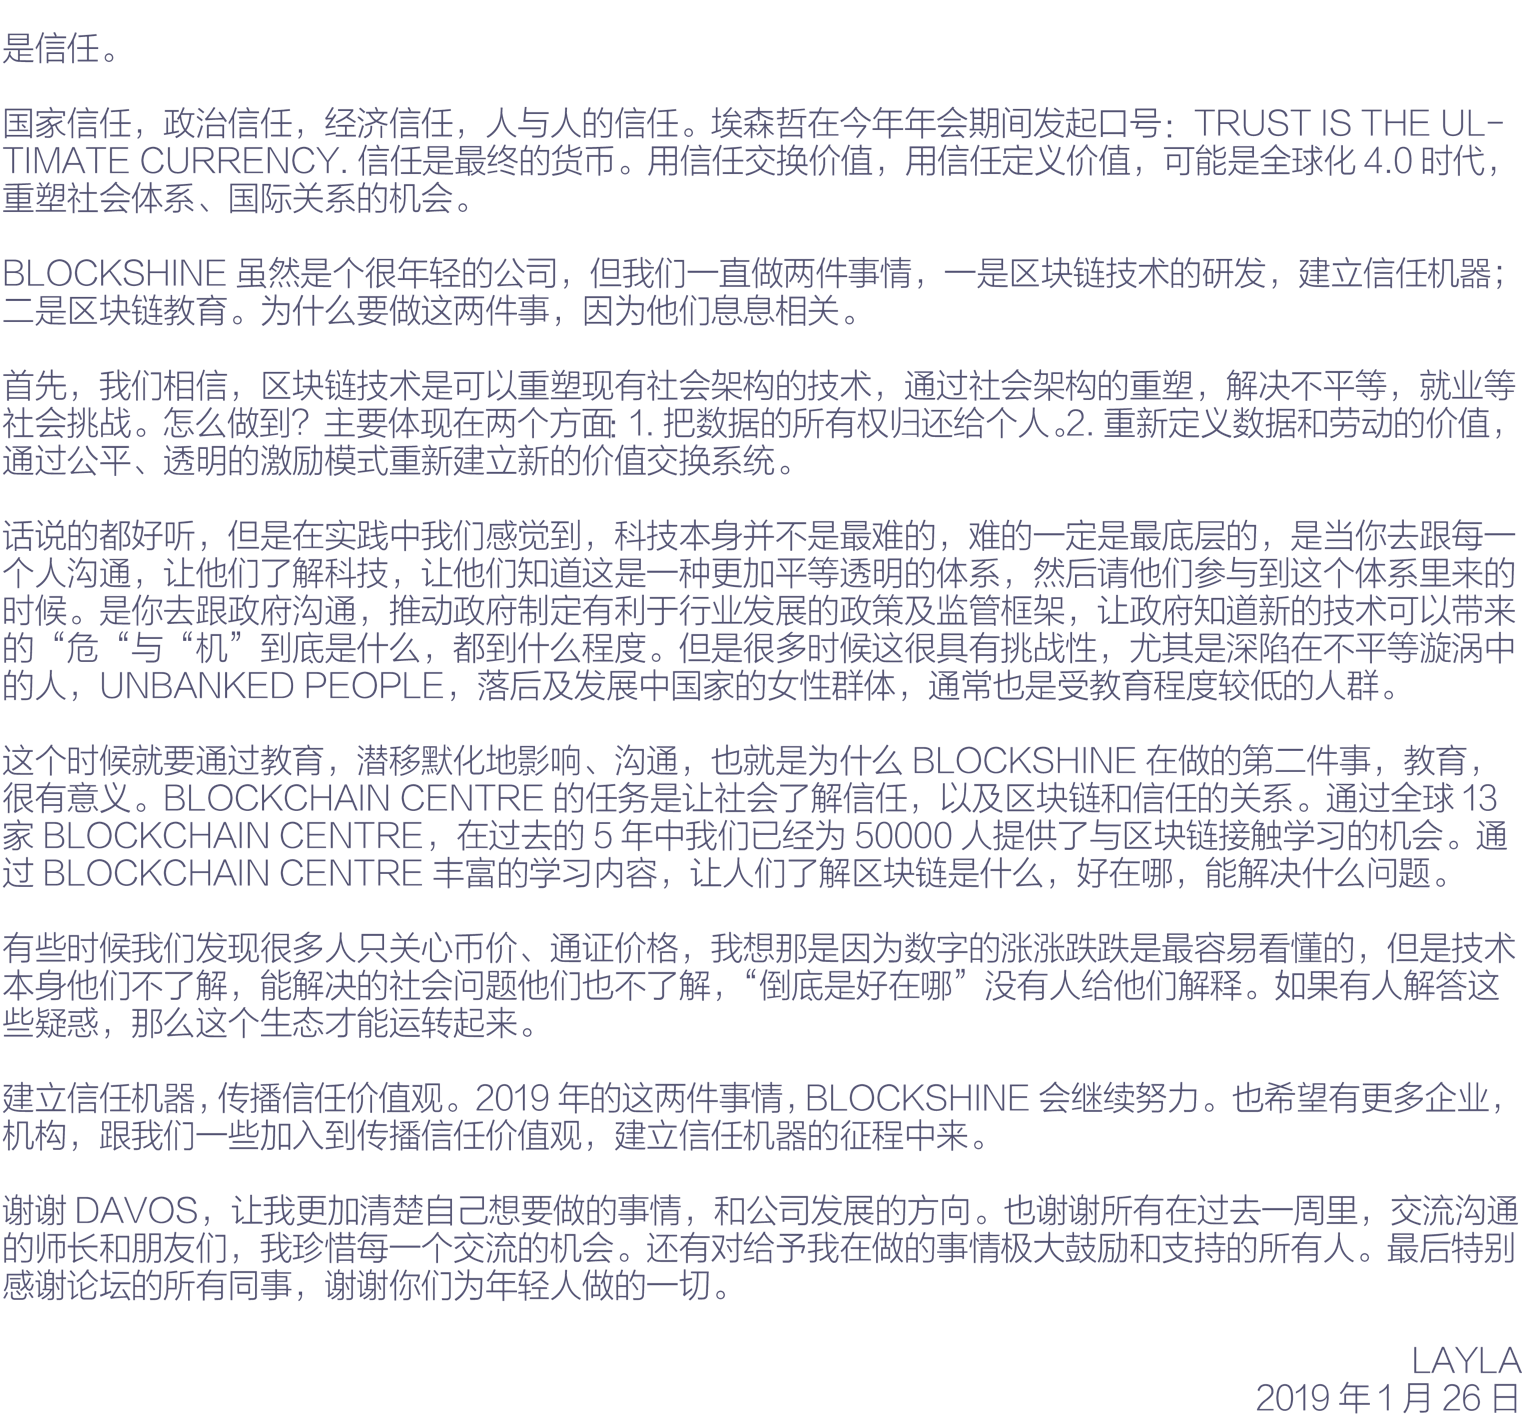 是信任。
国家信任，政治信任，经济信任，人与人的信任。埃森哲在今年年会期间发起口号：TRUST IS THE UL-
TIMATE CURRENCY. 信任是最终的货币。用信任交换价值，用信任定义价值，可能是全球化 4.0 时代，
重塑社会体系、国际关系的机会。
BLOCKSHINE 虽然是个很年轻的公司，但我们一直做两件事情，一是区块链技术的研发，建立信任机器；
二是区块链教育。为什么要做这两件事，因为他们息息相关。
首先，我们相信，区块链技术是可以重塑现有社会架构的技术，通过社会架构的重塑，解决不平等，就业等
社会挑战。怎么做到？主要体现在两个方面：1. 把数据的所有权归还给个人。2. 重新定义数据和劳动的价值，
通过公平、透明的激励模式重新建立新的价值交换系统。
话说的都好听，但是在实践中我们感觉到，科技本身并不是最难的，难的一定是最底层的，是当你去跟每一
个人沟通，让他们了解科技，让他们知道这是一种更加平等透明的体系，然后请他们参与到这个体系里来的
时候。是你去跟政府沟通，推动政府制定有利于行业发展的政策及监管框架，让政府知道新的技术可以带来
的“危“与“机”到底是什么，都到什么程度。但是很多时候这很具有挑战性，尤其是深陷在不平等漩涡中
的人，UNBANKED PEOPLE，落后及发展中国家的女性群体，通常也是受教育程度较低的人群。
这个时候就要通过教育，潜移默化地影响、沟通，也就是为什么 BLOCKSHINE 在做的第二件事，教育，
很有意义。BLOCKCHAIN CENTRE 的任务是让社会了解信任，以及区块链和信任的关系。通过全球 13
家 BLOCKCHAIN CENTRE，在过去的 5 年中我们已经为 50000 人提供了与区块链接触学习的机会。通
过 BLOCKCHAIN CENTRE 丰富的学习内容，让人们了解区块链是什么，好在哪，能解决什么问题。
有些时候我们发现很多人只关心币价、通证价格，我想那是因为数字的涨涨跌跌是最容易看懂的，但是技术
本身他们不了解，能解决的社会问题他们也不了解，“倒底是好在哪”没有人给他们解释。如果有人解答这
些疑惑，那么这个生态才能运转起来。
建立信任机器，传播信任价值观。2019 年的这两件事情，BLOCKSHINE 会继续努力。也希望有更多企业，
机构，跟我们一些加入到传播信任价值观，建立信任机器的征程中来。
谢谢 DAVOS，让我更加清楚自己想要做的事情，和公司发展的方向。也谢谢所有在过去一周里，交流沟通
的师长和朋友们，我珍惜每一个交流的机会。还有对给予我在做的事情极大鼓励和支持的所有人。最后特别
感谢论坛的所有同事，谢谢你们为年轻人做的一切。
LAYLA
2019 年 1 月 26 日